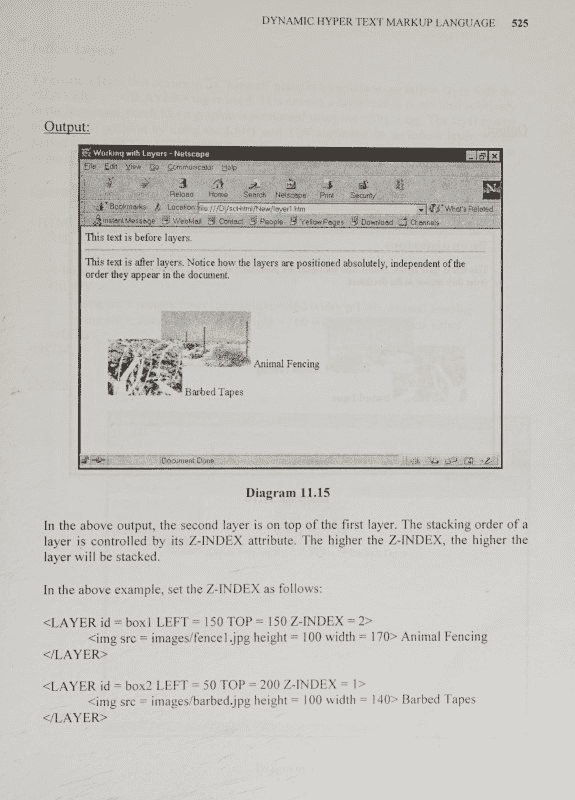 DYNAMIC HYPER TEXT MARKUP LANGUAGE 525
Output:
Working with Layers - Netscape
File Edit View Go Communicator Help
Reload Home Search Netscape Print Security
Bookmarks Location: file:///D|/scHtml/New/layer1.htm What's Related
Instant Message WebMail Contact People Yellow Pages Download Channels
This text is before layers.
This text is after layers. Notice how the layers are positioned absolutely, independent of the
order they appear in the document.
Animal Fencing
Barbed Tapes
Document: Done
Diagram 11.15
In the above output, the second layer is on top of the first layer. The stacking order of a
layer is controlled by its Z-INDEX attribute. The higher the Z-INDEX, the higher the
layer will be stacked.
In the above example, set the Z-INDEX as follows:
<LAYER id = box1 LEFT = 150 TOP = 150 Z-INDEX = 2>
<img src = images/fence1.jpg height = 100 width = 170> Animal Fencing
</LAYER>
<LAYER id = box2 LEFT = 50 TOP = 200 Z-INDEX = 1>
<img src = images/barbed.jpg height = 100 width = 140> Barbed Tapes
</LAYER>